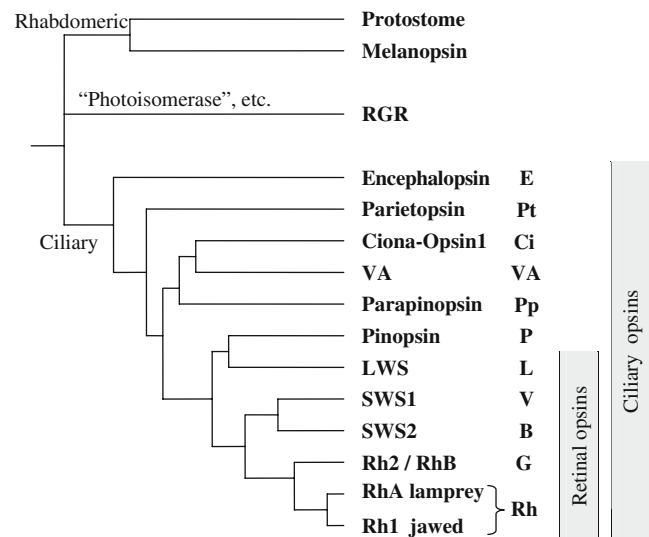 Rhabdomeric
Protostome
Melanopsin
“Photoisomerase”, etc.
RGR
Ciliary
Encephalopsin E
Parietopsin Pt
Ciona-Opsin1 Ci
VA VA
Parapinopsin Pp
Pinopsin P
LWS L
SWS1 V
SWS2 B
Rh2 / RhB G
RhA lamprey
Rh
Rh1 jawed
Retinal opsins
Ciliary opsins